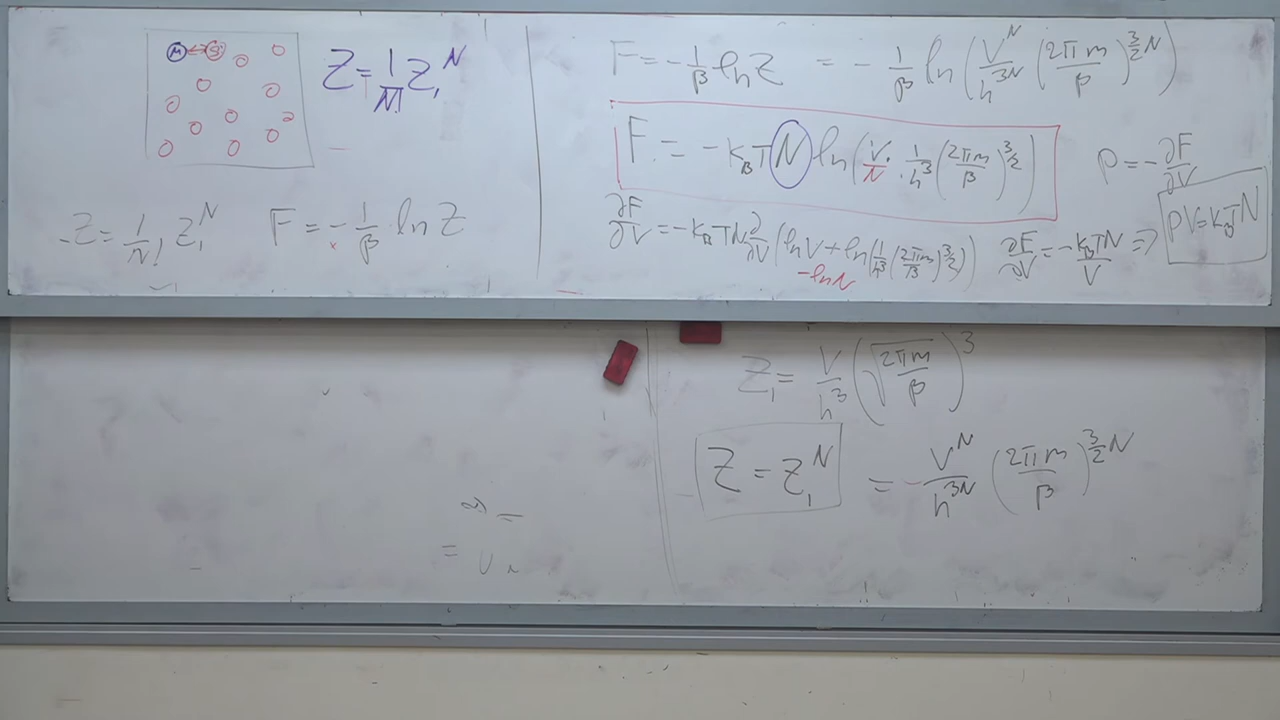 M S
Z = 1/N! Z₁^N
-Z = 1/N! Z₁^N F = -1/β ln Z
F = -1/β ln Z = -1/β ln(V^N/h^{3N} (2πm/β)^{3/2 N})
F = -k_B T N ln(V/N · 1/h³ (2πm/β)^{3/2}) P = -∂F/∂V
∂F/∂V = -k_B T N ∂/∂V (ln V + ln(1/h³ (2πm/β)^{3/2})) ∂F/∂V = -k_B T N/V ⇒ PV = k_B T N
-ln N
Z₁ = V/h³ (√(2πm/β))³
Z = Z₁^N = V^N/h^{3N} (2πm/β)^{3/2 N}